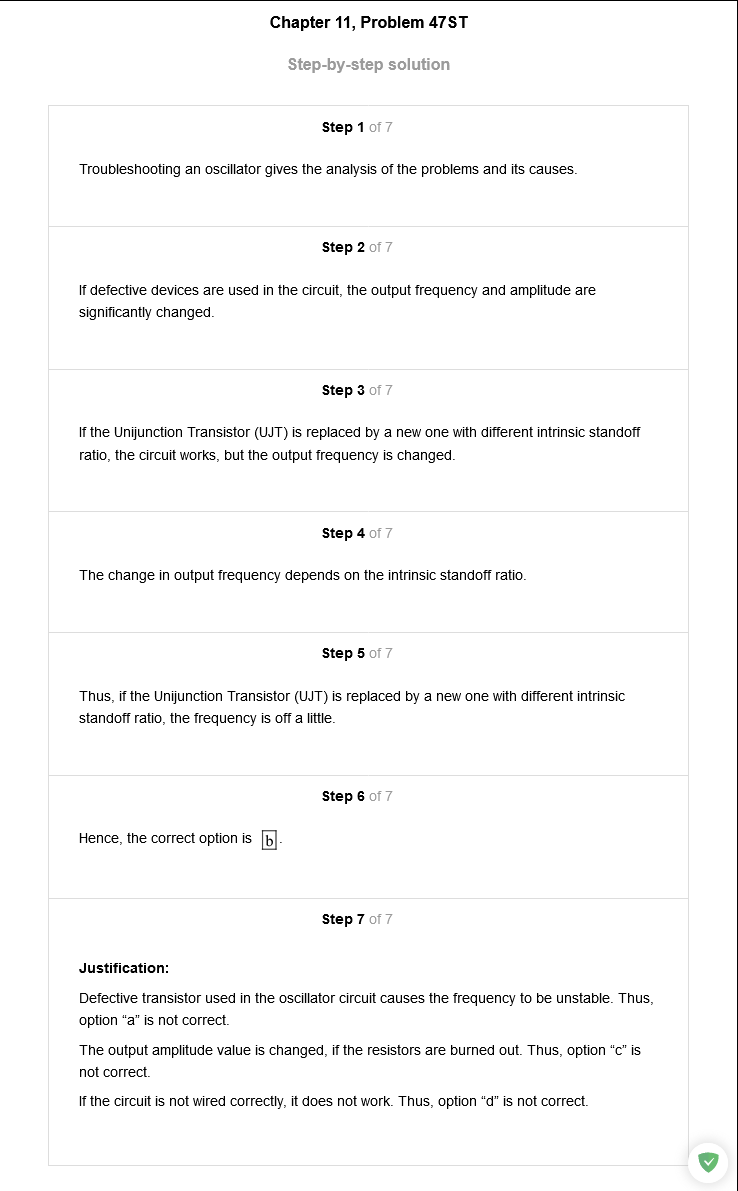 Chapter 11, Problem 47ST
Step-by-step solution
Step 1 of 7
Troubleshooting an oscillator gives the analysis of the problems and its causes.
Step 2 of 7
If defective devices are used in the circuit, the output frequency and amplitude are
significantly changed.
Step 3 of 7
If the Unijunction Transistor (UJT) is replaced by a new one with different intrinsic standoff
ratio, the circuit works, but the output frequency is changed.
Step 4 of 7
The change in output frequency depends on the intrinsic standoff ratio.
Step 5 of 7
Thus, if the Unijunction Transistor (UJT) is replaced by a new one with different intrinsic
standoff ratio, the frequency is off a little.
Step 6 of 7
Hence, the correct option is b.
Step 7 of 7
Justification:
Defective transistor used in the oscillator circuit causes the frequency to be unstable. Thus,
option “a” is not correct.
The output amplitude value is changed, if the resistors are burned out. Thus, option “c” is
not correct.
If the circuit is not wired correctly, it does not work. Thus, option “d” is not correct.